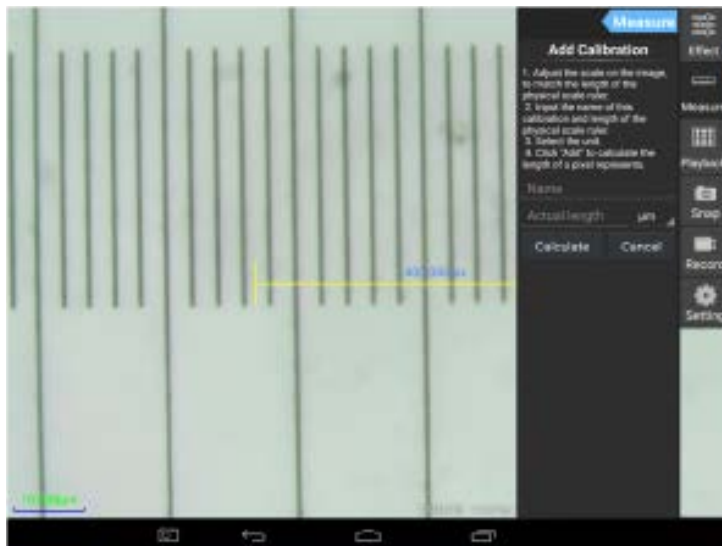 Measure
Add Calibration
1. Adjust the scale on the image,
to match the length of the
physical scale ruler.
2. Input the name of this
calibration and length of the
physical scale ruler.
3. Select the unit.
4. Click "Add" to calculate the
length of a pixel represents.
Name
Actual length μm
Calculate Cancel
Effect
Measure
Playback
Snap
Record
Setting